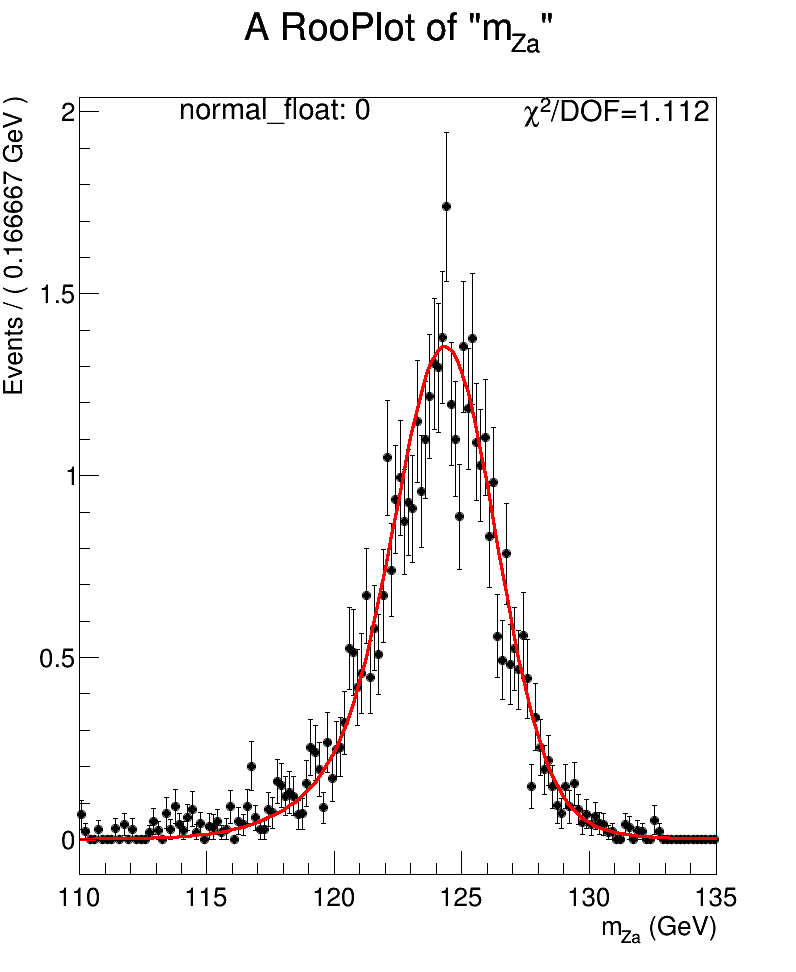 A RooPlot of "m_Za"
normal_float: 0
χ²/DOF=1.112
Events / ( 0.166667 GeV )
2
1.5
1
0.5
0
110 115 120 125 130 135
m_Za (GeV)